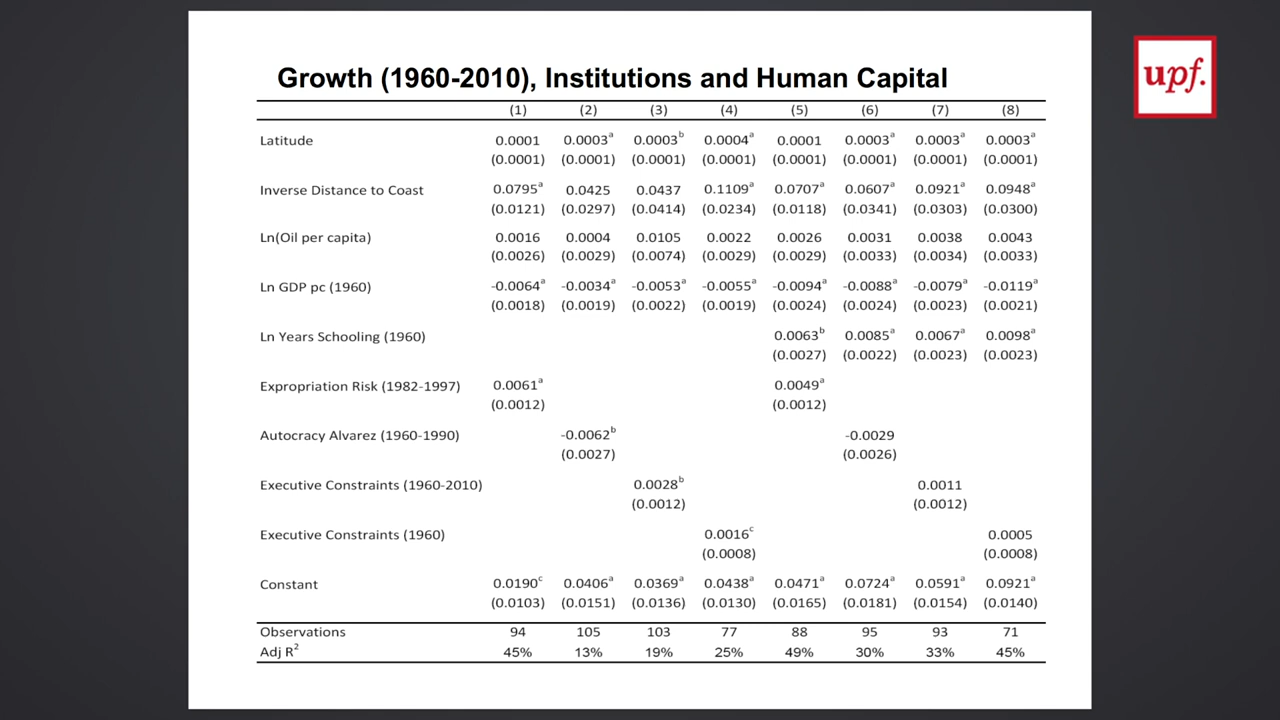 Growth (1960-2010), Institutions and Human Capital
upf.
(1) (2) (3) (4) (5) (6) (7) (8)
Latitude 0.0001 0.0003a 0.0003b 0.0004a 0.0001 0.0003a 0.0003a 0.0003a
(0.0001) (0.0001) (0.0001) (0.0001) (0.0001) (0.0001) (0.0001) (0.0001)
Inverse Distance to Coast 0.0795a 0.0425 0.0437 0.1109a 0.0707a 0.0607a 0.0921a 0.0948a
(0.0121) (0.0297) (0.0414) (0.0234) (0.0118) (0.0341) (0.0303) (0.0300)
Ln(Oil per capita) 0.0016 0.0004 0.0105 0.0022 0.0026 0.0031 0.0038 0.0043
(0.0026) (0.0029) (0.0074) (0.0029) (0.0029) (0.0033) (0.0034) (0.0033)
Ln GDP pc (1960) -0.0064a -0.0034a -0.0053a -0.0055a -0.0094a -0.0088a -0.0079a -0.0119a
(0.0018) (0.0019) (0.0022) (0.0019) (0.0024) (0.0024) (0.0023) (0.0021)
Ln Years Schooling (1960) 0.0063b 0.0085a 0.0067a 0.0098a
(0.0027) (0.0022) (0.0023) (0.0023)
Expropriation Risk (1982-1997) 0.0061a 0.0049a
(0.0012) (0.0012)
Autocracy Alvarez (1960-1990) -0.0062b -0.0029
(0.0027) (0.0026)
Executive Constraints (1960-2010) 0.0028b 0.0011
(0.0012) (0.0012)
Executive Constraints (1960) 0.0016c 0.0005
(0.0008) (0.0008)
Constant 0.0190c 0.0406a 0.0369a 0.0438a 0.0471a 0.0724a 0.0591a 0.0921a
(0.0103) (0.0151) (0.0136) (0.0130) (0.0165) (0.0181) (0.0154) (0.0140)
Observations 94 105 103 77 88 95 93 71
Adj R2 45% 13% 19% 25% 49% 30% 33% 45%